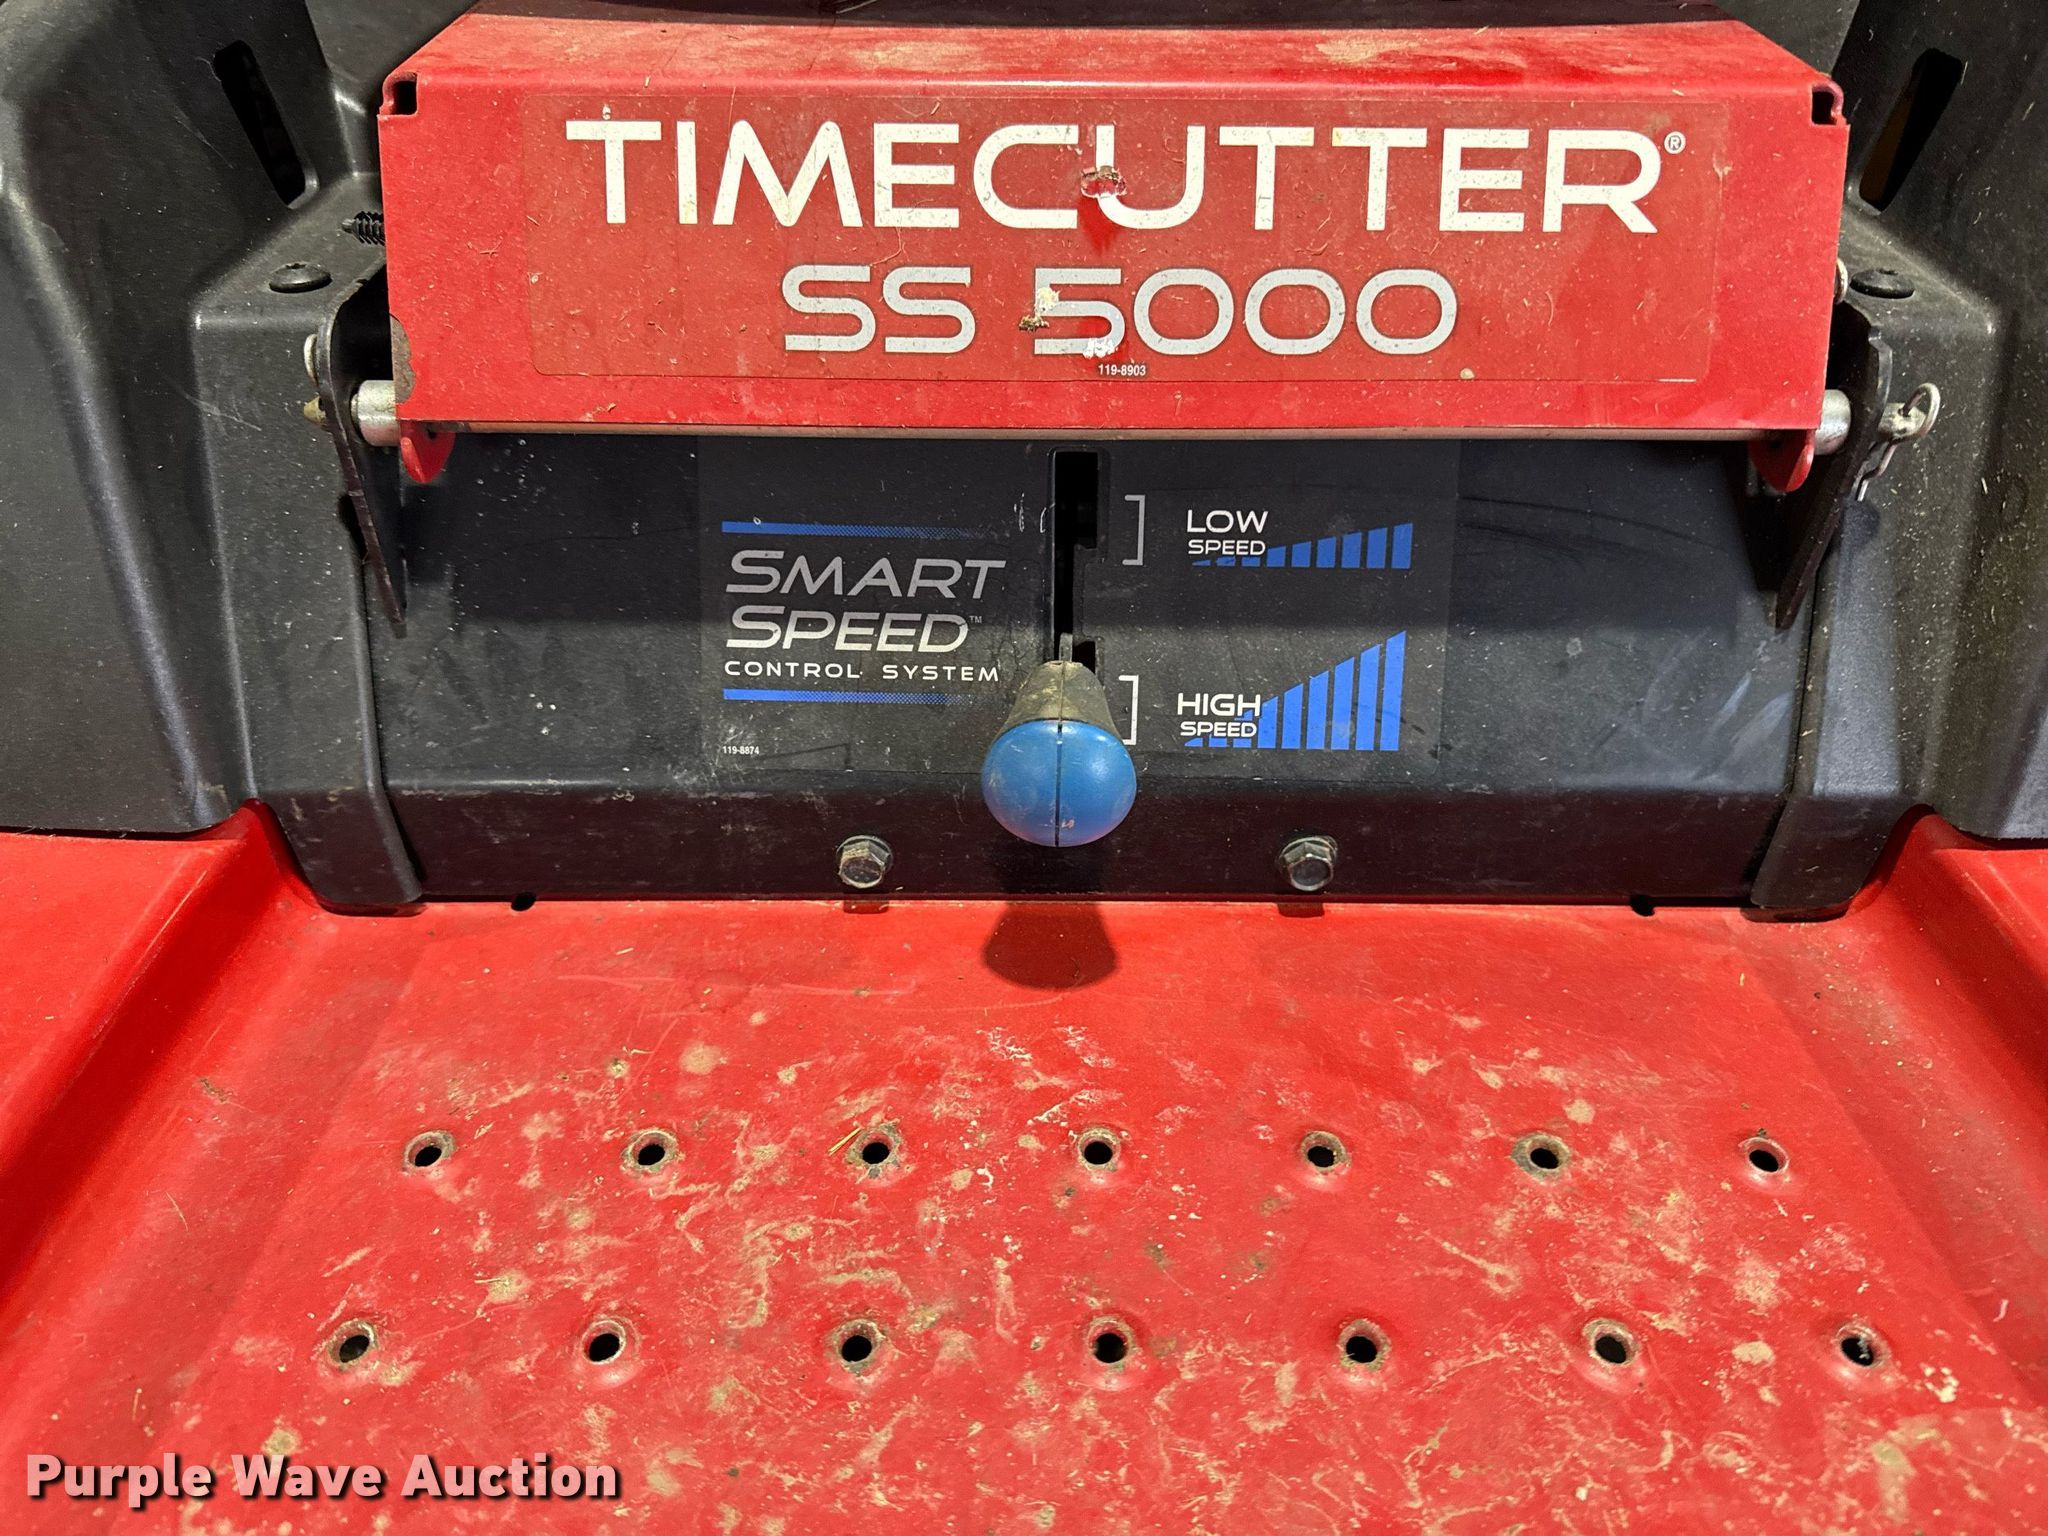 TIMECUTTER®
SS 5000
119-8903
SMART
SPEED™
CONTROL SYSTEM
119-8874
LOW
SPEED
HIGH
SPEED
Purple Wave Auction